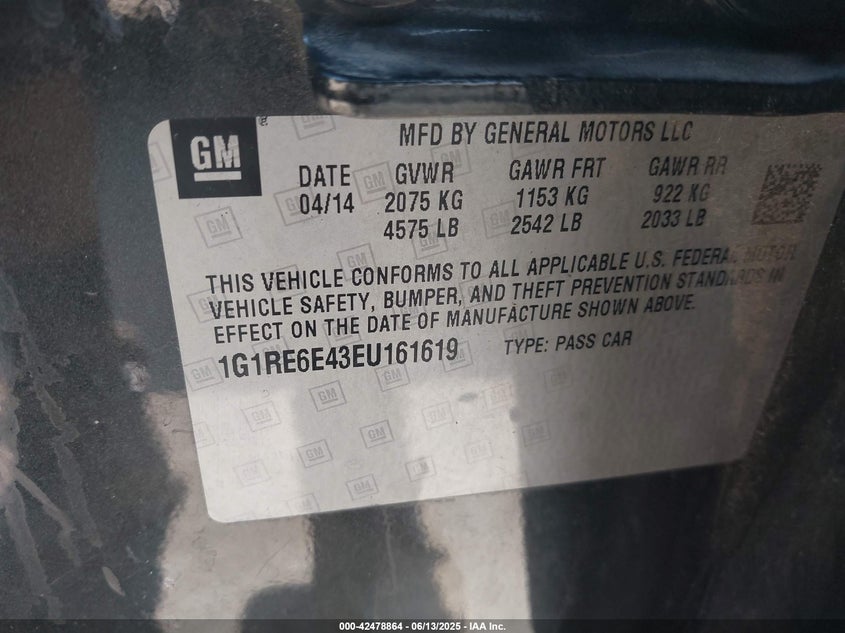 GM
MFD BY GENERAL MOTORS LLC
DATE GVWR GAWR FRT GAWR RR
04/14 2075 KG 1153 KG 922 KG
4575 LB 2542 LB 2033 LB
THIS VEHICLE CONFORMS TO ALL APPLICABLE U.S. FEDERAL MOTOR
VEHICLE SAFETY, BUMPER, AND THEFT PREVENTION STANDARDS IN
EFFECT ON THE DATE OF MANUFACTURE SHOWN ABOVE.
1G1RE6E43EU161619 TYPE: PASS CAR
000-42478864 - 06/13/2025 - IAA Inc.